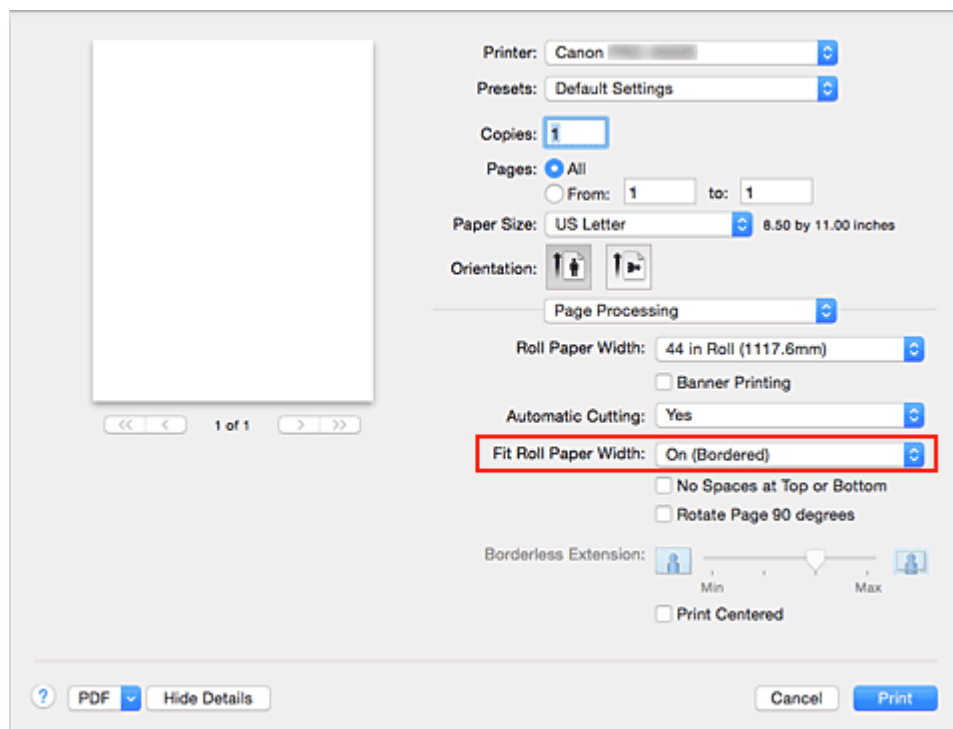 Printer: Canon
Presets: Default Settings
Copies: 1
Pages: All
From: 1 to: 1
Paper Size: US Letter 8.50 by 11.00 inches
Orientation:
Page Processing
Roll Paper Width: 44 in Roll (1117.6mm)
Banner Printing
1 of 1
Automatic Cutting: Yes
Fit Roll Paper Width: On (Bordered)
No Spaces at Top or Bottom
Rotate Page 90 degrees
Borderless Extension:
Min Max
Print Centered
? PDF Hide Details Cancel Print